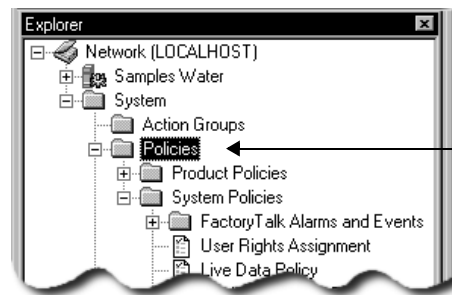 Explorer
Network (LOCALHOST)
Samples Water
System
Action Groups
Policies
Product Policies
System Policies
FactoryTalk Alarms and Events
User Rights Assignment
Live Data Policy